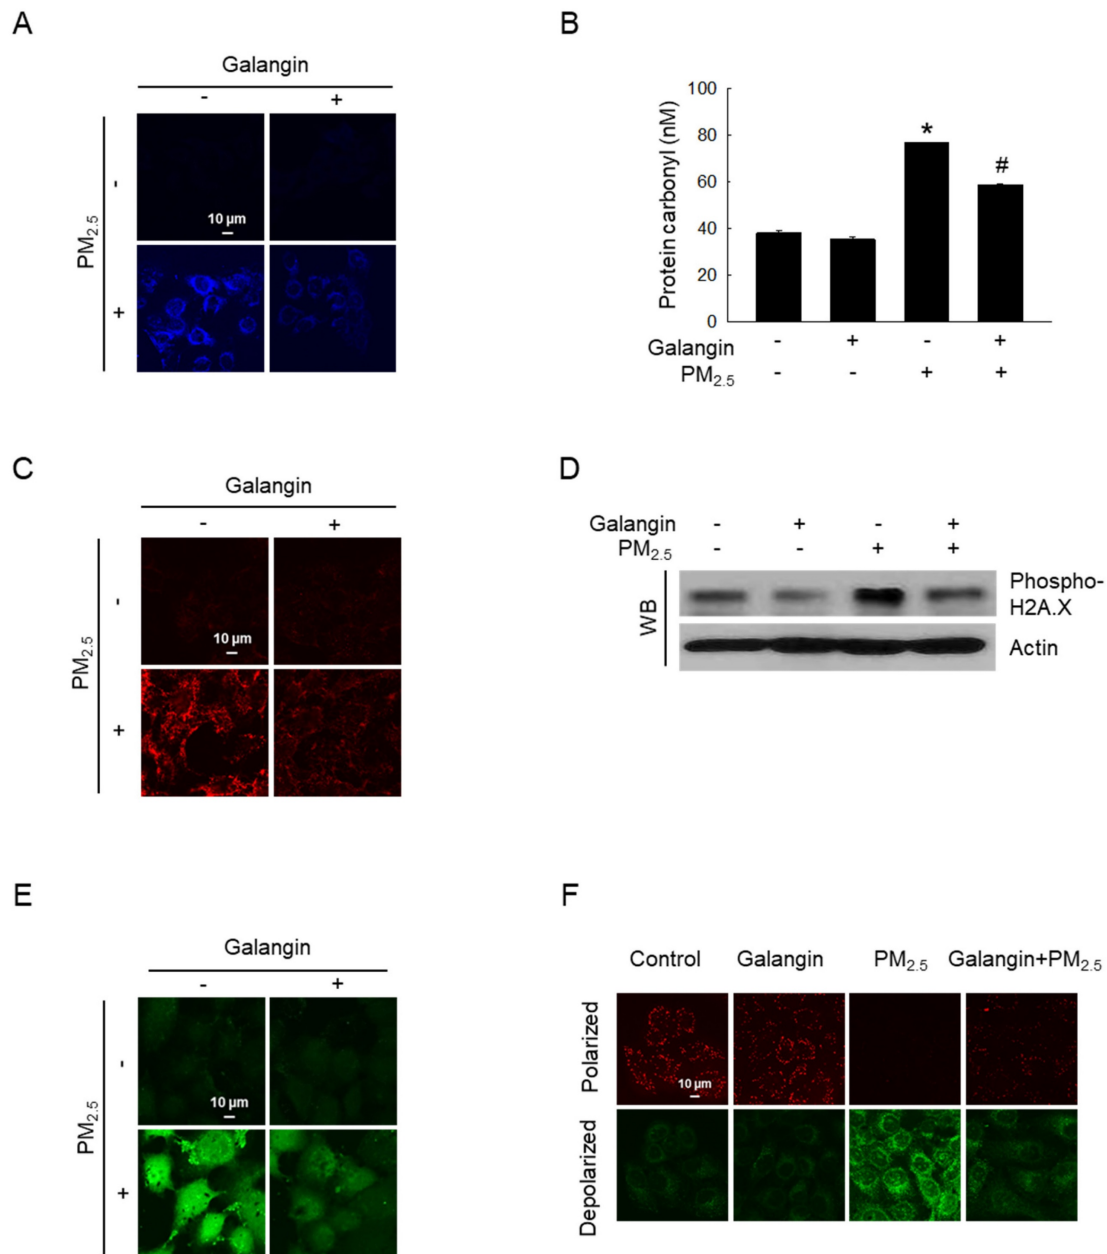 A
Galangin
- +
PM2.5
-
10 µm
+
B
Protein carbonyl (nM)
100
80
60
40
20
0
*
#
Galangin - + - +
PM2.5 - - + +
C
Galangin
- +
PM2.5
-
10 µm
+
D
Galangin - + - +
PM2.5 - - + +
WB
Phospho-
H2A.X
Actin
E
Galangin
- +
PM2.5
-
10 µm
+
F
Control Galangin PM2.5 Galangin+PM2.5
Polarized
10 µm
Depolarized